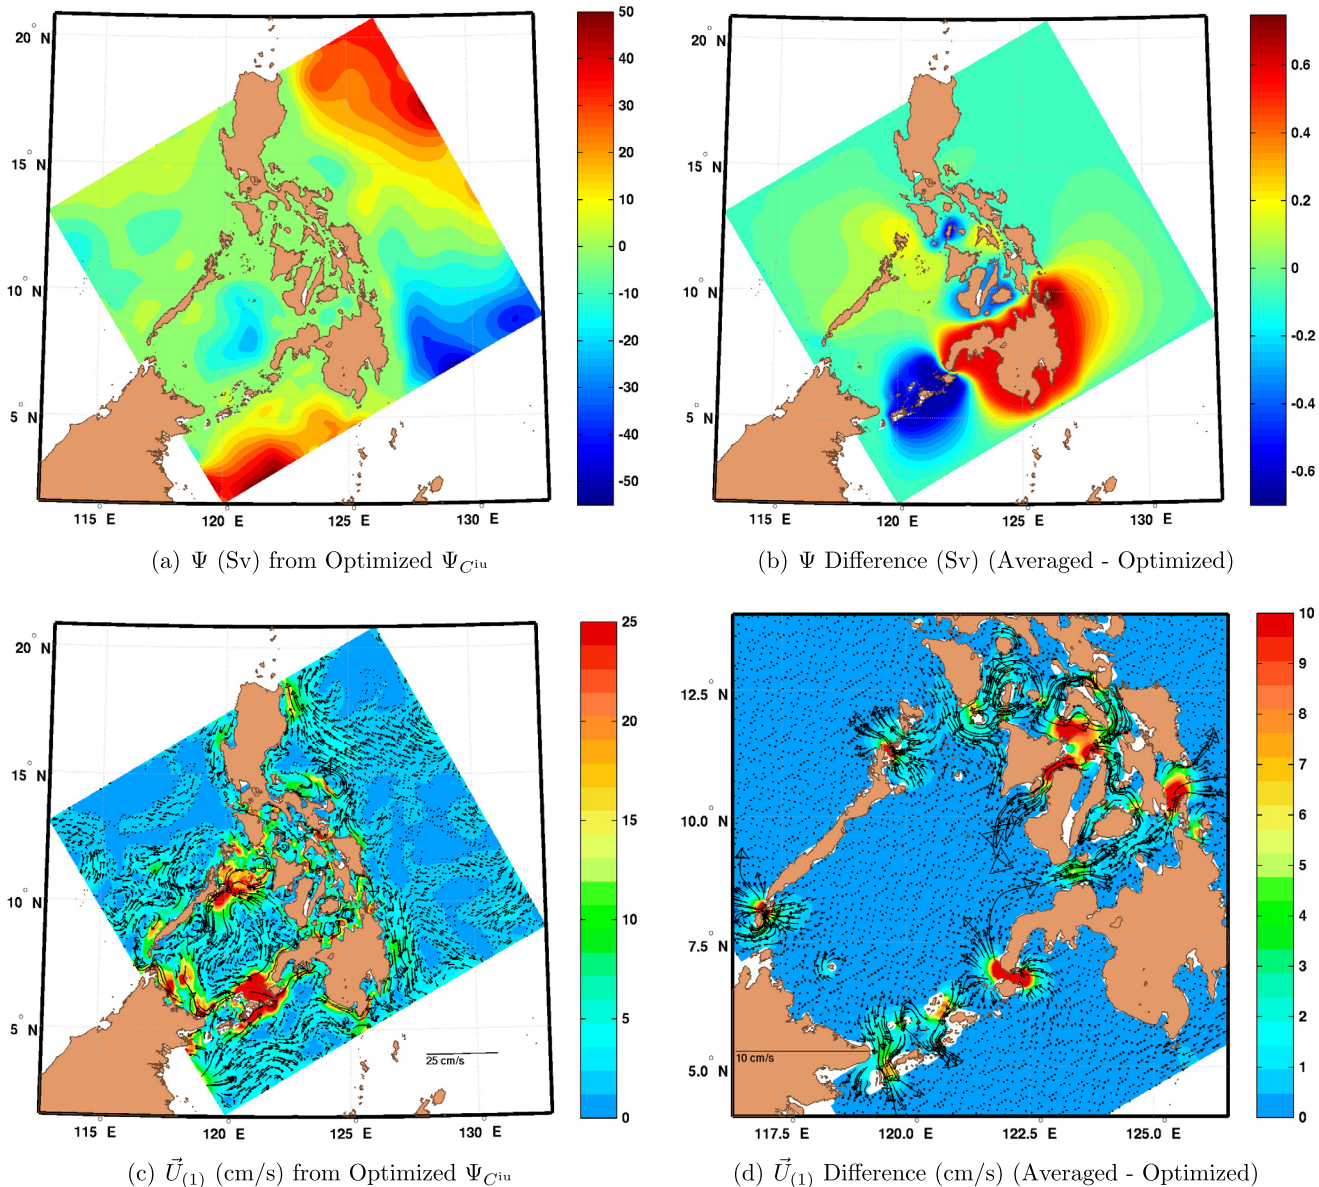 20° N
15° N
10° N
5° N
115° E
120° E
125° E
130° E
50
40
30
20
10
0
-10
-20
-30
-40
-50
(a) Ψ (Sv) from Optimized Ψ_{C^{iu}}
20° N
15° N
10° N
5° N
115° E
120° E
125° E
130° E
0.6
0.4
0.2
0
-0.2
-0.4
-0.6
(b) Ψ Difference (Sv) (Averaged - Optimized)
20° N
15° N
10° N
5° N
25 cm/s
115° E
120° E
125° E
130° E
25
20
15
10
5
0
(c) \vec{U}_{(1)} (cm/s) from Optimized Ψ_{C^{iu}}
12.5° N
10.0° N
7.5° N
5.0° N
10 cm/s
117.5° E
120.0° E
122.5° E
125.0° E
10
9
8
7
6
5
4
3
2
1
0
(d) \vec{U}_{(1)} Difference (cm/s) (Averaged - Optimized)